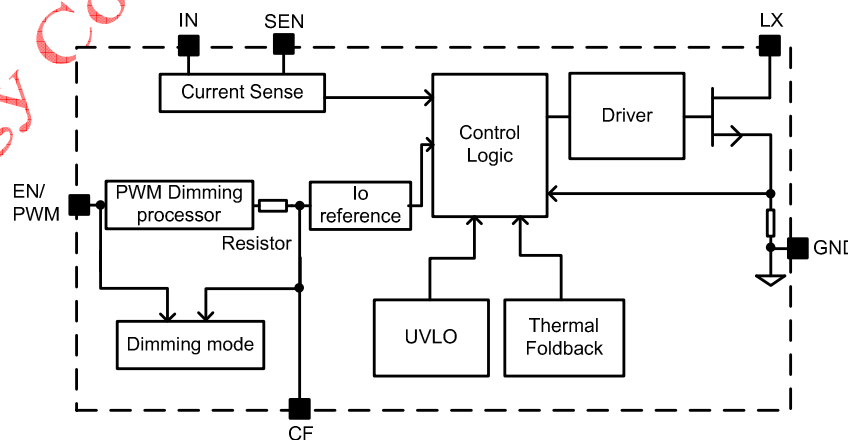 IN
SEN
LX
Current Sense
Control
Logic
Driver
EN/
PWM
PWM Dimming
processor
Resistor
Io
reference
GND
Dimming mode
UVLO
Thermal
Foldback
CF